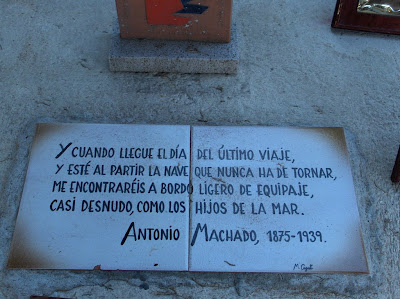 Y CUANDO LLEGUE EL DÍA DEL ÚLTIMO VIAJE,
Y ESTÉ AL PARTIR LA NAVE QUE NUNCA HA DE TORNAR,
ME ENCONTRARÉIS A BORDO LIGERO DE EQUIPAJE,
CASI DESNUDO, COMO LOS HIJOS DE LA MAR.
ANTONIO MACHADO, 1875-1939.